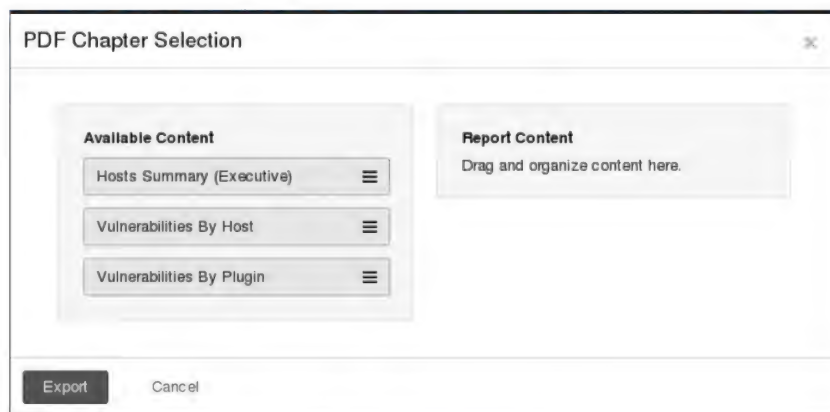 PDF Chapter Selection
Available Content
Hosts Summary (Executive)
Vulnerabilities By Host
Vulnerabilities By Plugin
Report Content
Drag and organize content here.
Export
Cancel